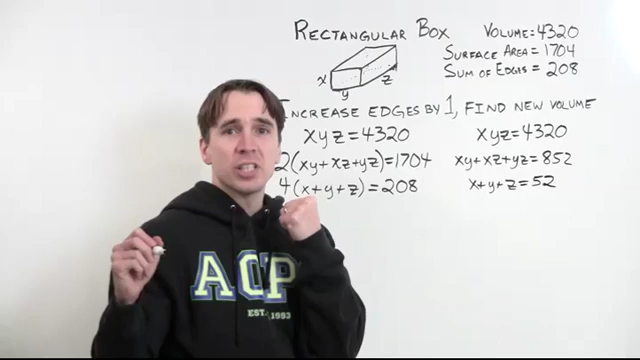 RECTANGULAR BOX
VOLUME=4320
SURFACE AREA=1704
SUM OF EDGES=208
x
y
z
INCREASE EDGES BY 1, FIND NEW VOLUME
xyz=4320
2(xy+xz+yz)=1704
4(x+y+z)=208
xyz=4320
xy+xz+yz=852
x+y+z=52
ACP
EST. 1993